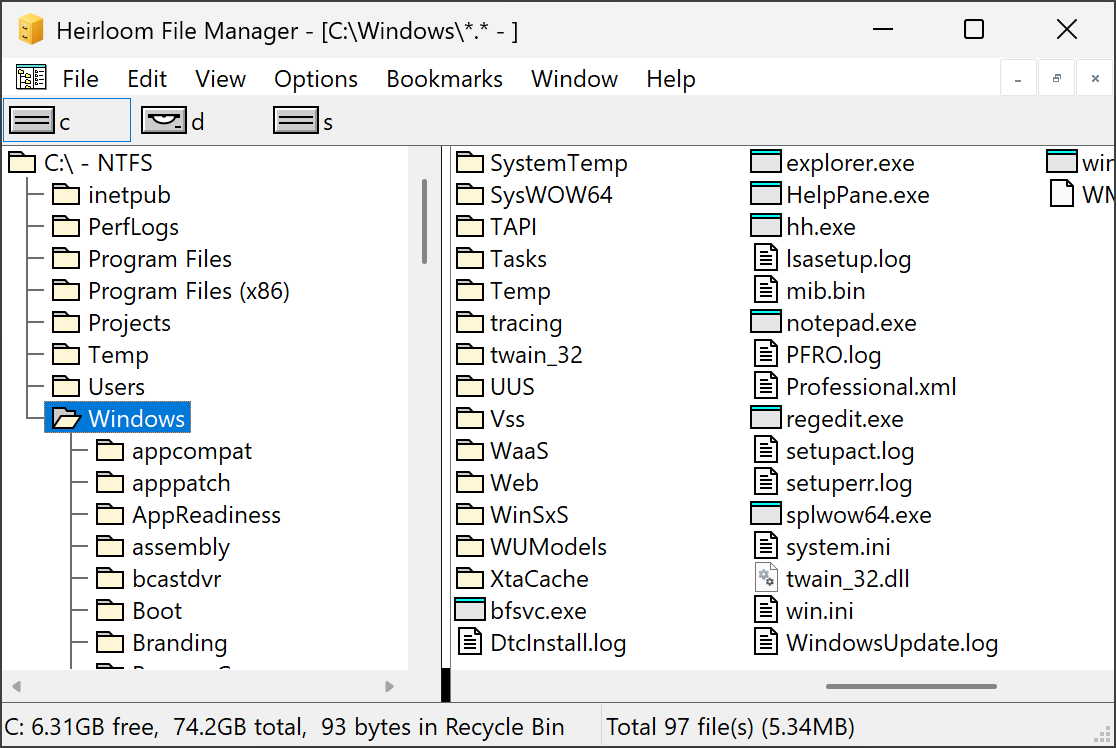 Heirloom File Manager - [C:\Windows\*.* - ]
File Edit View Options Bookmarks Window Help
c d s
C:\ - NTFS
inetpub
PerfLogs
Program Files
Program Files (x86)
Projects
Temp
Users
Windows
appcompat
apppatch
AppReadiness
assembly
bcastdvr
Boot
Branding
SystemTemp
SysWOW64
TAPI
Tasks
Temp
tracing
twain_32
UUS
Vss
WaaS
Web
WinSxS
WUModels
XtaCache
bfsvc.exe
DtcInstall.log
explorer.exe
HelpPane.exe
hh.exe
lsasetup.log
mib.bin
notepad.exe
PFRO.log
Professional.xml
regedit.exe
setupact.log
setuperr.log
splwow64.exe
system.ini
twain_32.dll
win.ini
WindowsUpdate.log
win
C: 6.31GB free, 74.2GB total, 93 bytes in Recycle Bin
Total 97 file(s) (5.34MB)